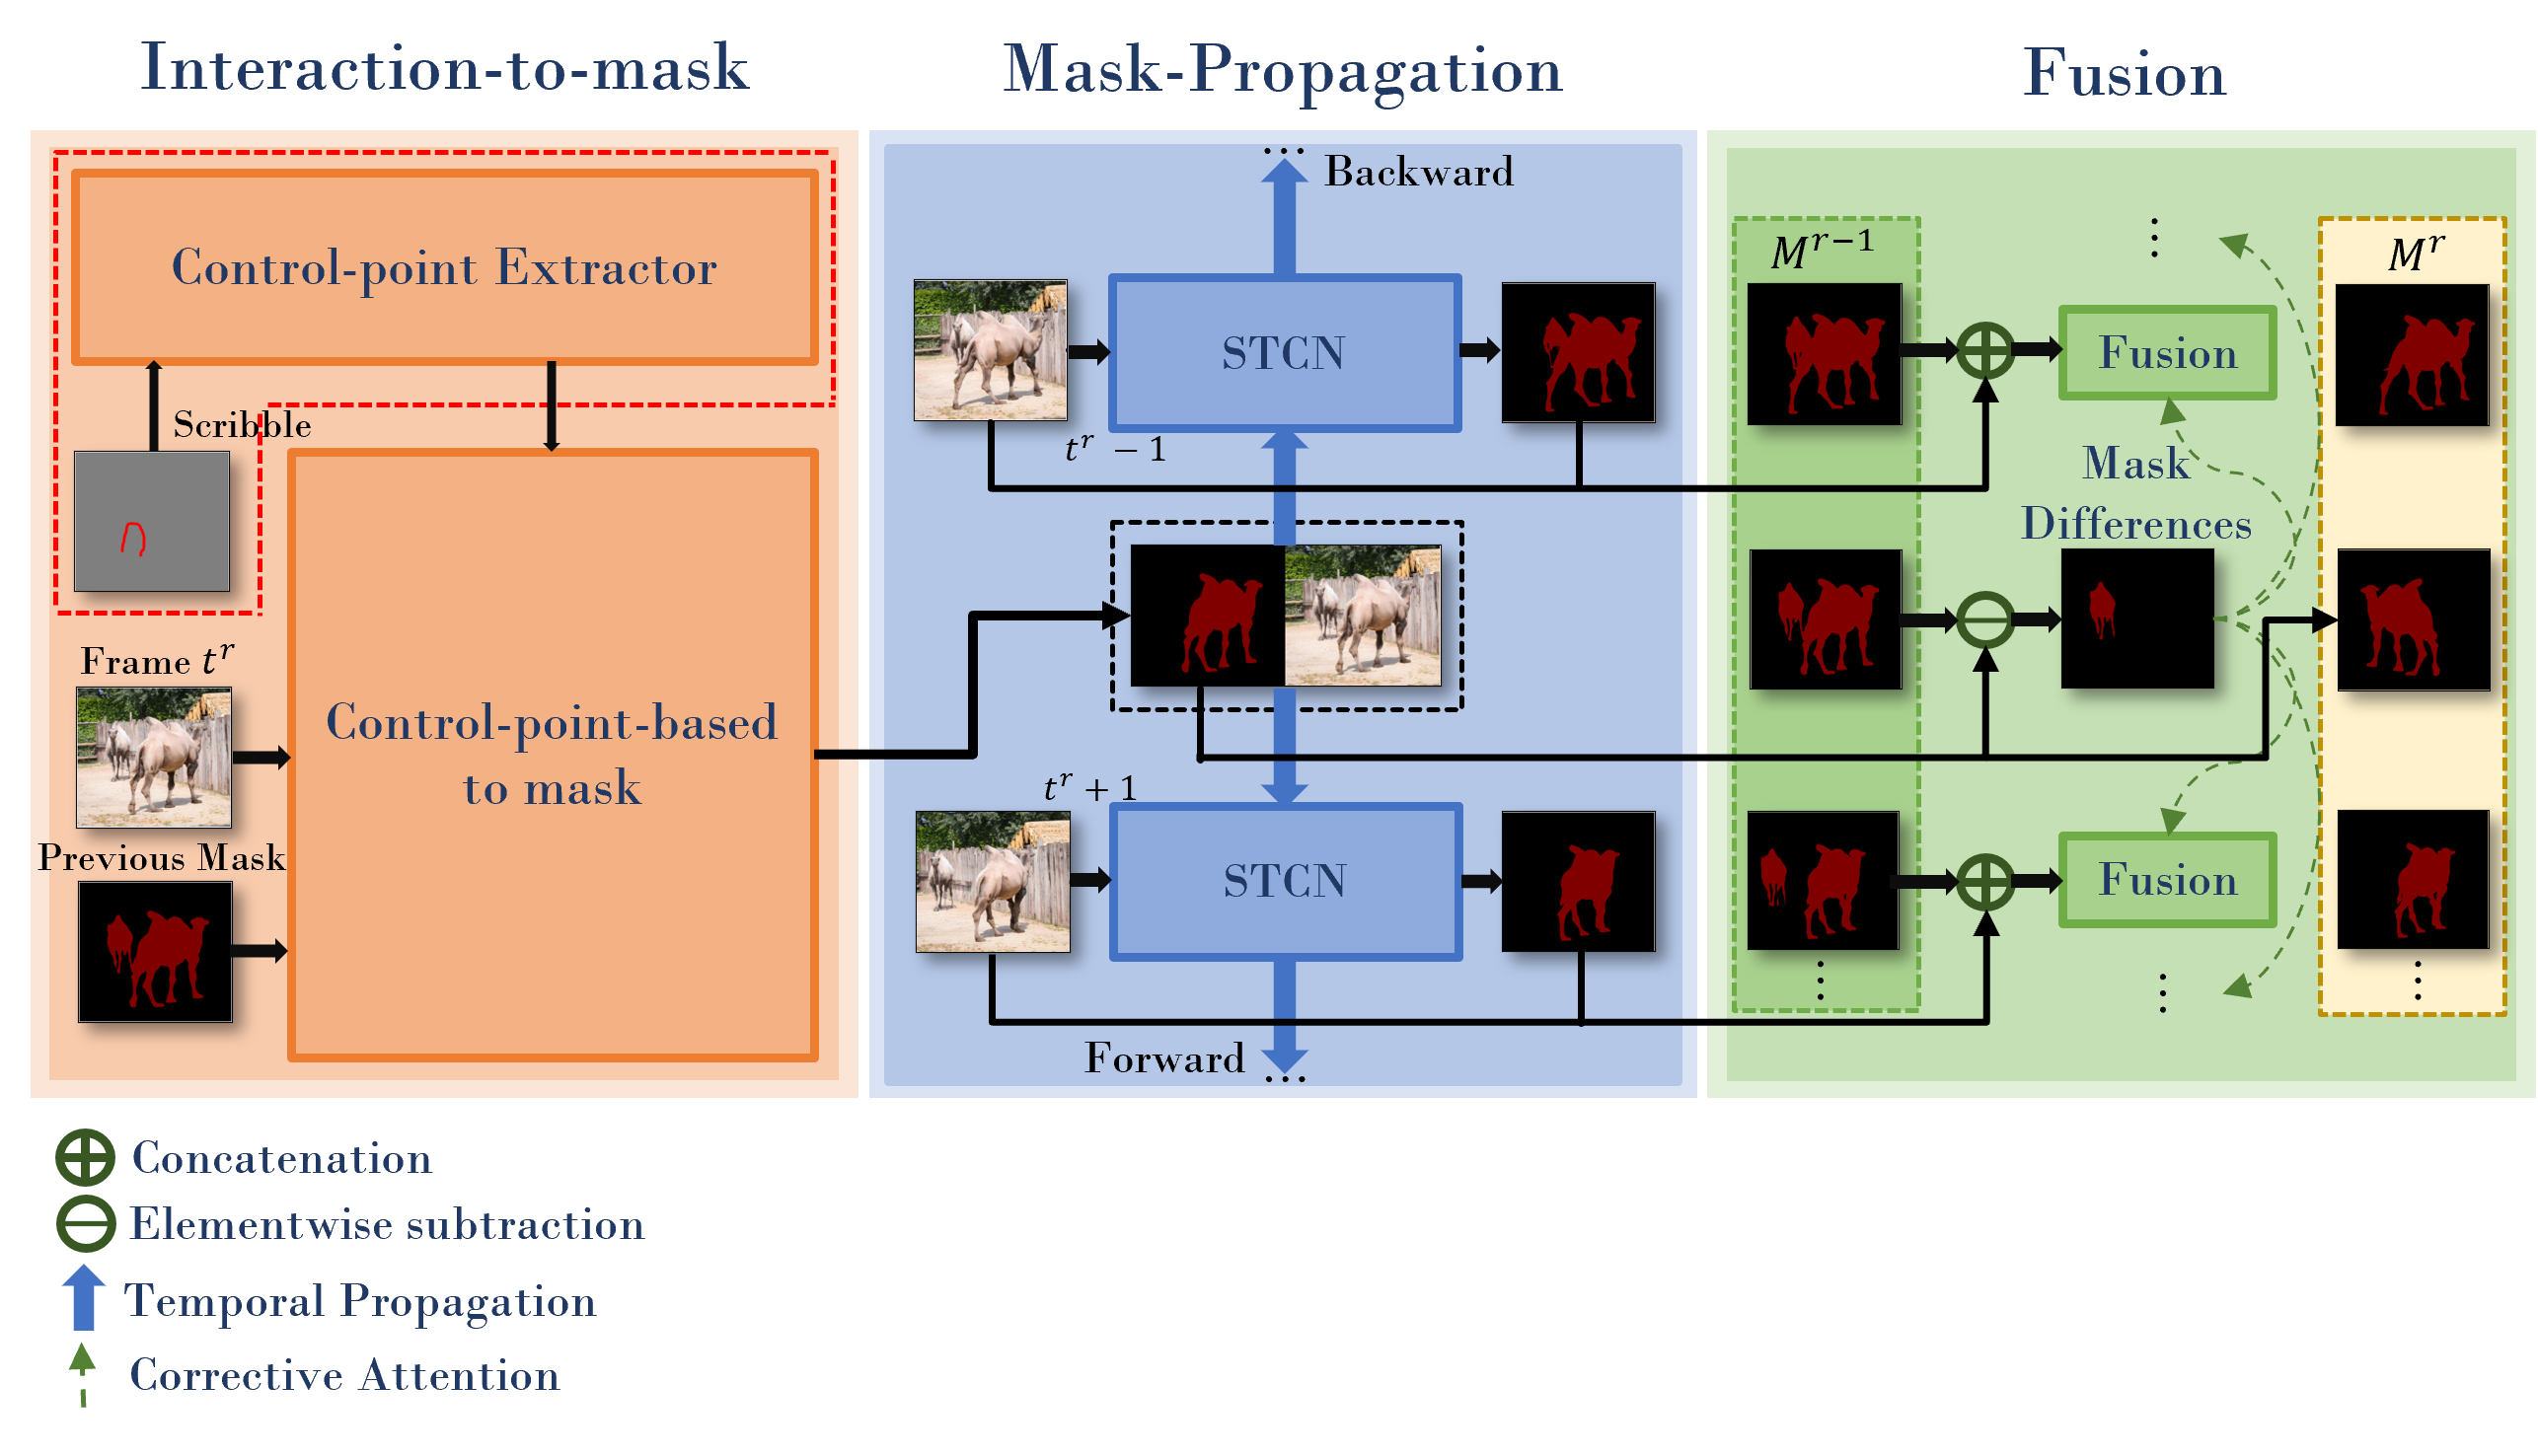 Interaction-to-mask
Control-point Extractor
Scribble
Frame t^r
Previous Mask
Control-point-based
to mask
Mask-Propagation
...
Backward
STCN
t^r − 1
t^r + 1
STCN
Forward
...
Fusion
M^{r−1}
M^r
Fusion
Mask
Differences
Fusion
Concatenation
Elementwise subtraction
Temporal Propagation
Corrective Attention